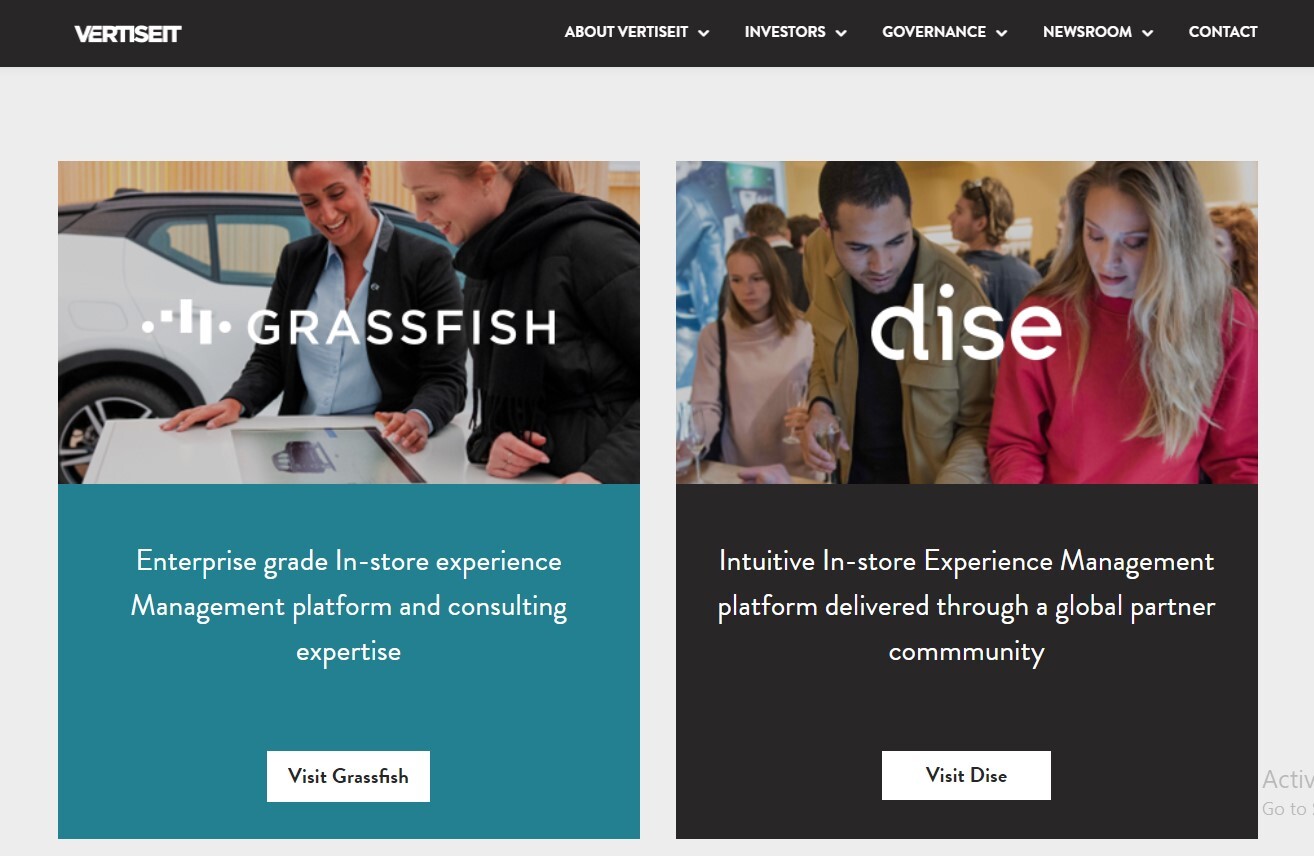 VERTISEIT
ABOUT VERTISEIT INVESTORS GOVERNANCE NEWSROOM CONTACT
GRASSFISH
Enterprise grade In-store experience
Management platform and consulting
expertise
Visit Grassfish
dise
Intuitive In-store Experience Management
platform delivered through a global partner
commmunity
Visit Dise
Activ
Go to